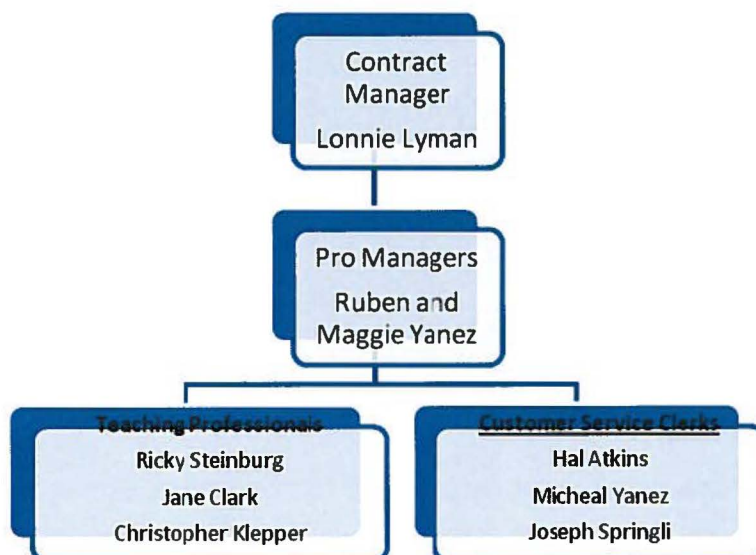 Contract
Manager
Lonnie Lyman
Pro Managers
Ruben and
Maggie Yanez
Teaching Professionals
Ricky Steinburg
Jane Clark
Christopher Klepper
Customer Service Clerks
Hal Atkins
Micheal Yanez
Joseph Springli